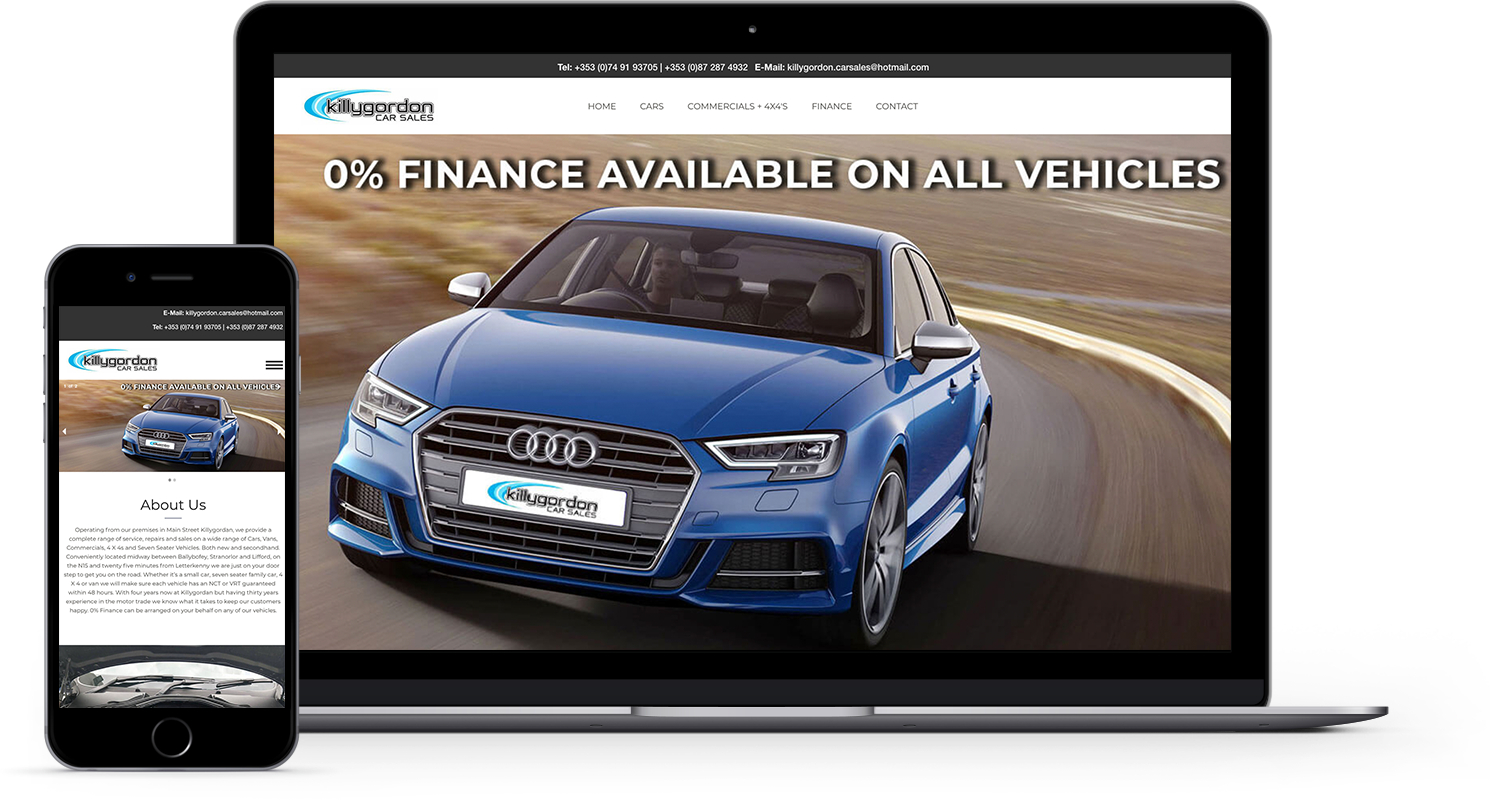 Tel: +353 (0)74 91 93705 | +353 (0)87 287 4932 E-Mail: killygordon.carsales@hotmail.com
killygordon
CAR SALES
HOME CARS COMMERCIALS + 4X4'S FINANCE CONTACT
0% FINANCE AVAILABLE ON ALL VEHICLES
killygordon
CAR SALES
E-Mail: killygordon.carsales@hotmail.com
Tel: +353 (0)74 91 93705 | +353 (0)87 287 4932
killygordon
CAR SALES
0% FINANCE AVAILABLE ON ALL VEHICLES
About Us
Operating from our premises in Main Street Killygordan, we provide a
complete range of service, repairs and sales on a wide range of Cars, Vans,
Commercials, 4 X 4s and Seven Seater Vehicles. Both new and secondhand.
Conveniently located midway between Ballybofey, Stranorlor and Lifford, on
the N15 and twenty five minutes from Letterkenny we are just on your door
step to get you on the road. Whether it's a small car, seven seater family car, 4
X 4 or van we will make sure each vehicle has an NCT or VRT guaranteed
within 48 hours. With four years now at Killygordan but having thirty years
experience in the motor trade we know what it takes to keep our customers
happy. 0% Finance can be arranged on your behalf on any of our vehicles.